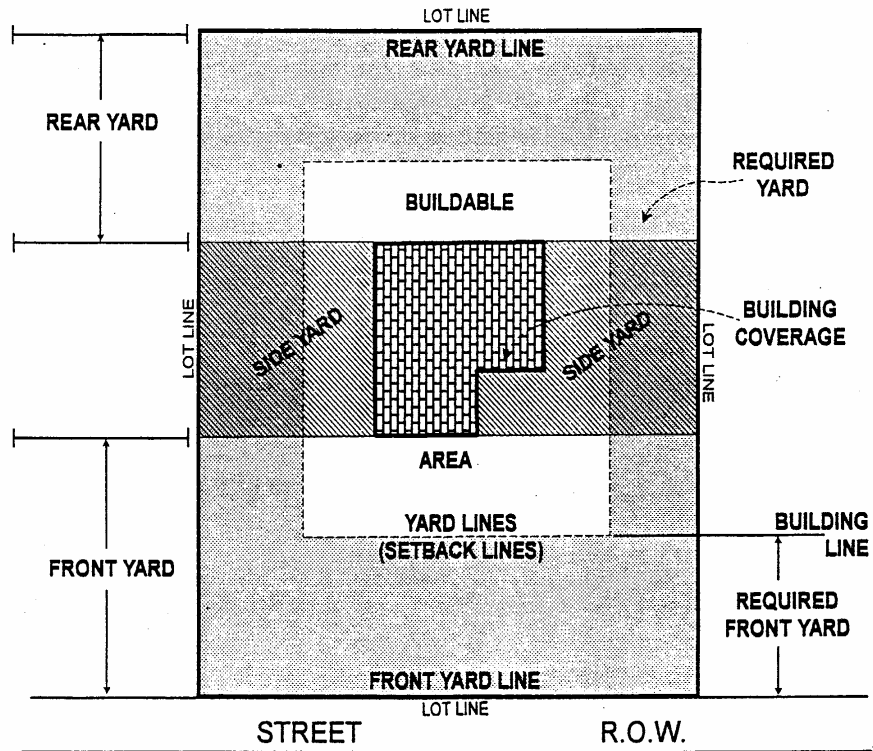 LOT LINE
REAR YARD LINE
REAR YARD
REQUIRED
YARD
BUILDABLE
LOT LINE
SIDE YARD
SIDE YARD
BUILDING
COVERAGE
LOT LINE
AREA
YARD LINES
(SETBACK LINES)
BUILDING
LINE
FRONT YARD
REQUIRED
FRONT YARD
FRONT YARD LINE
LOT LINE
STREET R.O.W.